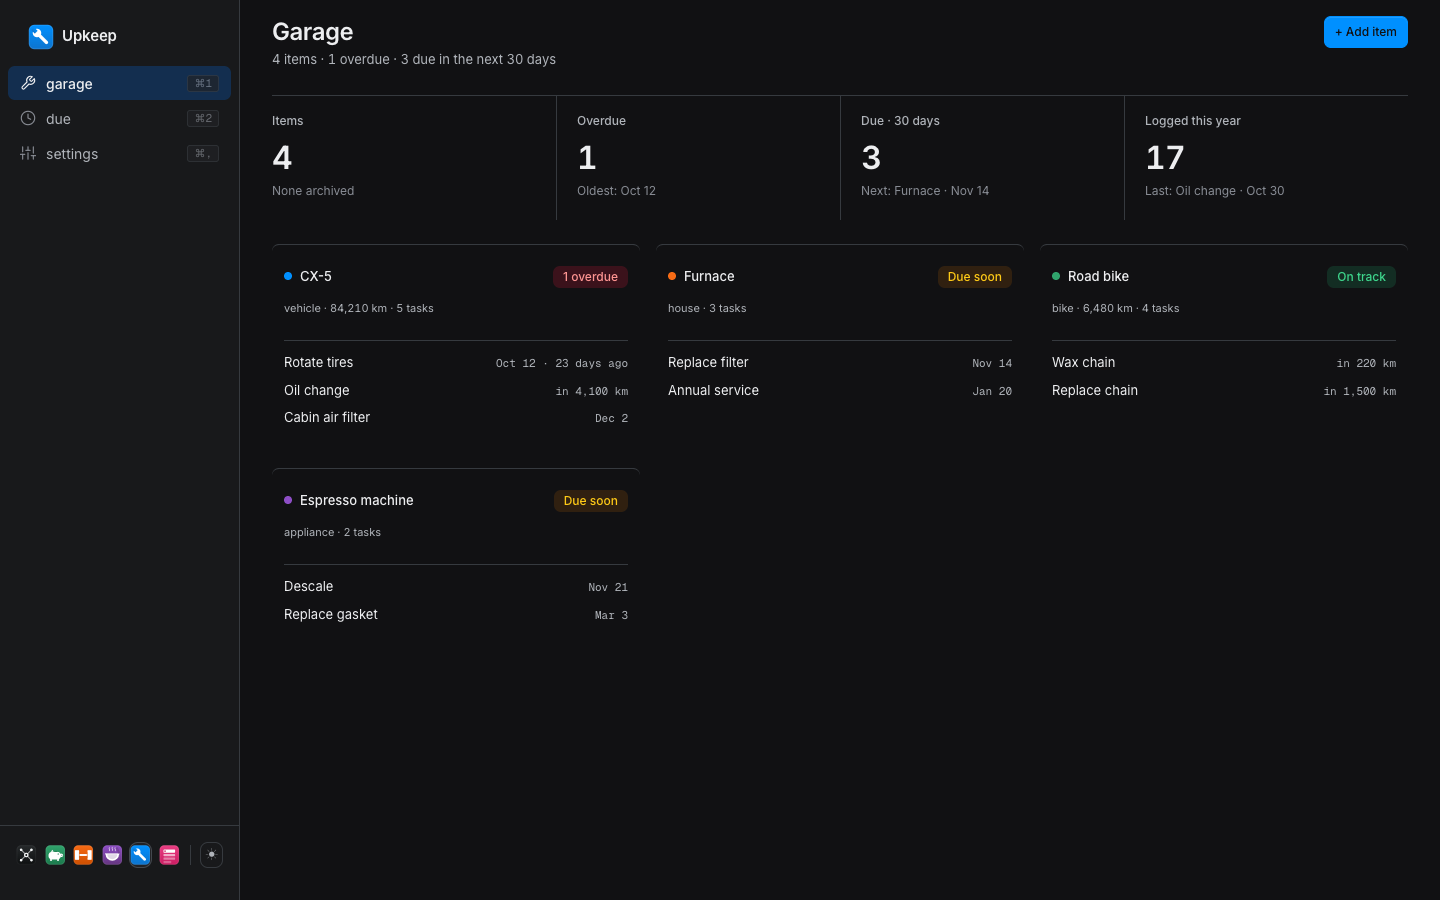 Upkeep
garage ⌘1
due ⌘2
settings ⌘,
Garage
+ Add item
4 items · 1 overdue · 3 due in the next 30 days
Items
4
None archived
Overdue
1
Oldest: Oct 12
Due · 30 days
3
Next: Furnace · Nov 14
Logged this year
17
Last: Oil change · Oct 30
CX-5 1 overdue
vehicle · 84,210 km · 5 tasks
Rotate tires Oct 12 · 23 days ago
Oil change in 4,100 km
Cabin air filter Dec 2
Furnace Due soon
house · 3 tasks
Replace filter Nov 14
Annual service Jan 20
Road bike On track
bike · 6,480 km · 4 tasks
Wax chain in 220 km
Replace chain in 1,500 km
Espresso machine Due soon
appliance · 2 tasks
Descale Nov 21
Replace gasket Mar 3